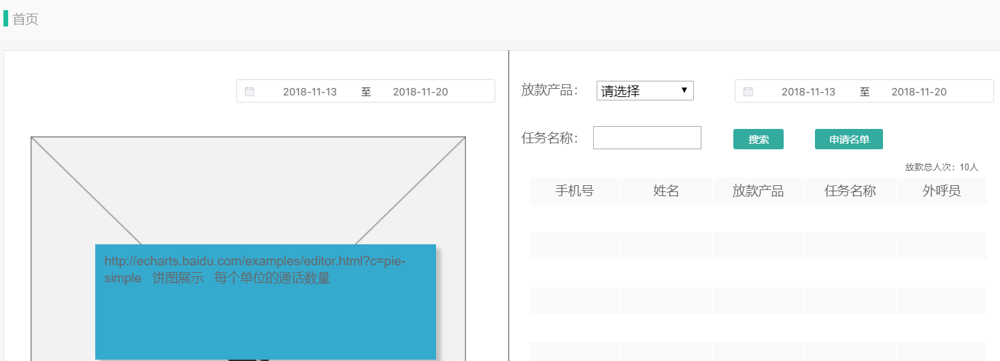 首页
2018-11-13 至 2018-11-20
放款产品： 请选择 2018-11-13 至 2018-11-20
任务名称： 搜索 申请名单
放款总人次：10人
手机号 姓名 放款产品 任务名称 外呼员
http://echarts.baidu.com/examples/editor.html?c=pie-
simple 饼图展示 每个单位的通话数量